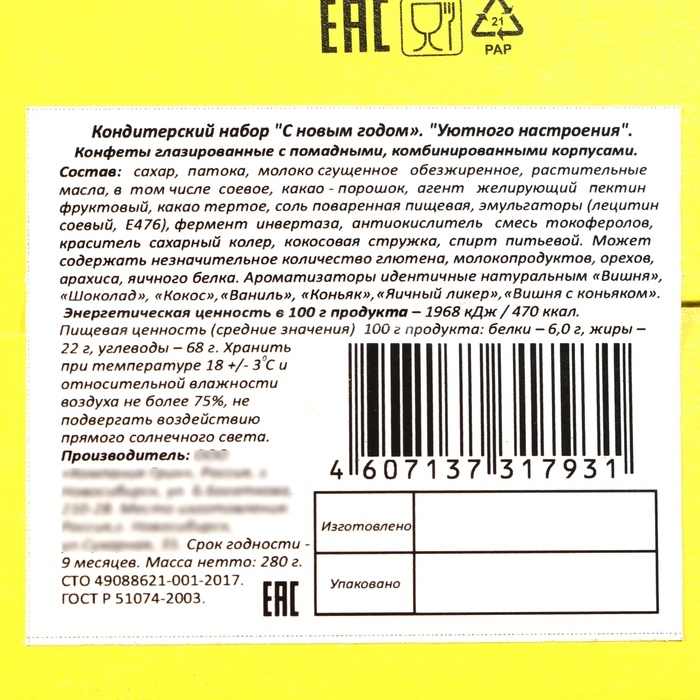 EAC
21
PAP
Кондитерский набор "С новым годом». "Уютного настроения".
Конфеты глазированные с помадными, комбинированными корпусами.
Состав: сахар, патока, молоко сгущенное обезжиренное, растительные
масла, в том числе соевое, какао - порошок, агент желирующий пектин
фруктовый, какао тертое, соль поваренная пищевая, эмульгаторы (лецитин
соевый, Е476), фермент инвертаза, антиокислитель смесь токоферолов,
краситель сахарный колер, кокосовая стружка, спирт питьевой. Может
содержать незначительное количество глютена, молокопродуктов, орехов,
арахиса, яичного белка. Ароматизаторы идентичные натуральным «Вишня»,
«Шоколад», «Кокос»,«Ваниль», «Коньяк»,«Яичный ликер»,«Вишня с коньяком».
Энергетическая ценность в 100 г продукта – 1968 кДж / 470 ккал.
Пищевая ценность (средние значения) 100 г продукта: белки – 6,0 г, жиры –
22 г, углеводы – 68 г. Хранить
при температуре 18 +/- 3°С и
относительной влажности
воздуха не более 75%, не
подвергать воздействию
прямого солнечного света.
Производитель:
Срок годности -
9 месяцев. Масса нетто: 280 г.
СТО 49088621-001-2017.
ГОСТ Р 51074-2003.
EAC
4 607137 317931
Изготовлено
Упаковано